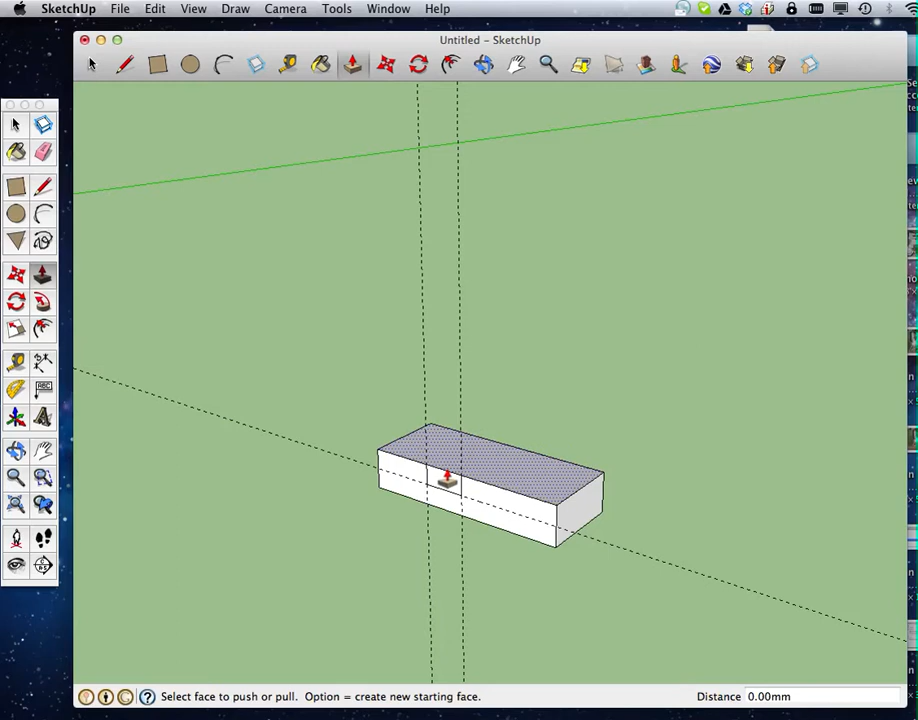 SketchUp File Edit View Draw Camera Tools Window Help
Untitled – SketchUp
ABC
Select face to push or pull. Option = create new starting face. Distance 0.00mm